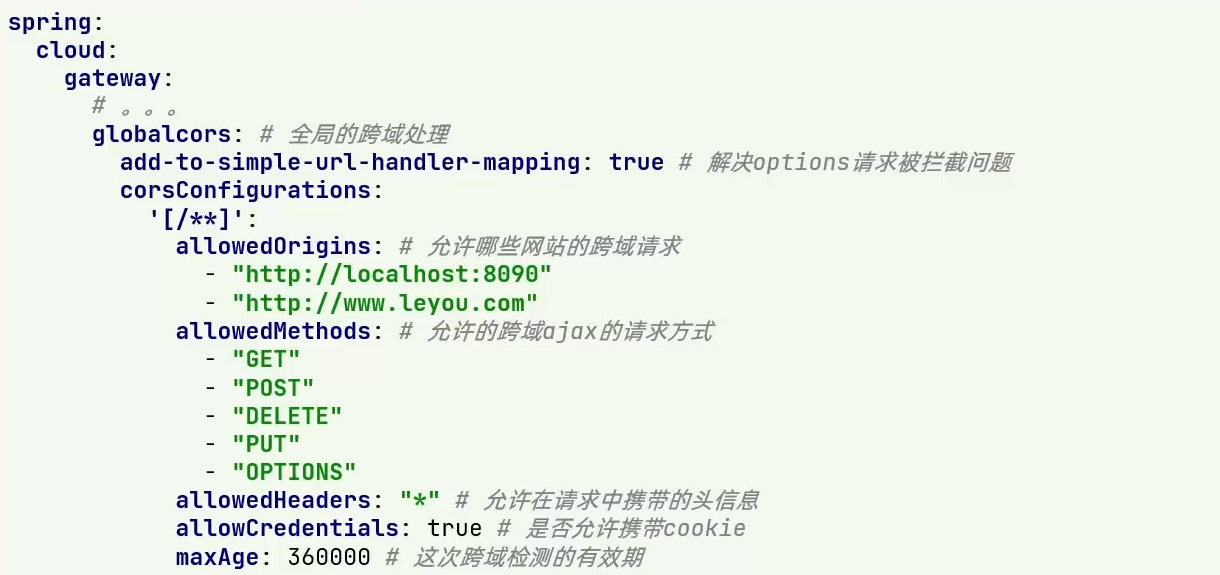 spring:
  cloud:
    gateway:
      # 。。。
      globalcors: # 全局的跨域处理
        add-to-simple-url-handler-mapping: true # 解决options请求被拦截问题
        corsConfigurations:
          '[/**]':
            allowedOrigins: # 允许哪些网站的跨域请求
              - "http://localhost:8090"
              - "http://www.leyou.com"
            allowedMethods: # 允许的跨域ajax的请求方式
              - "GET"
              - "POST"
              - "DELETE"
              - "PUT"
              - "OPTIONS"
            allowedHeaders: "*" # 允许在请求中携带的头信息
            allowCredentials: true # 是否允许携带cookie
            maxAge: 360000 # 这次跨域检测的有效期